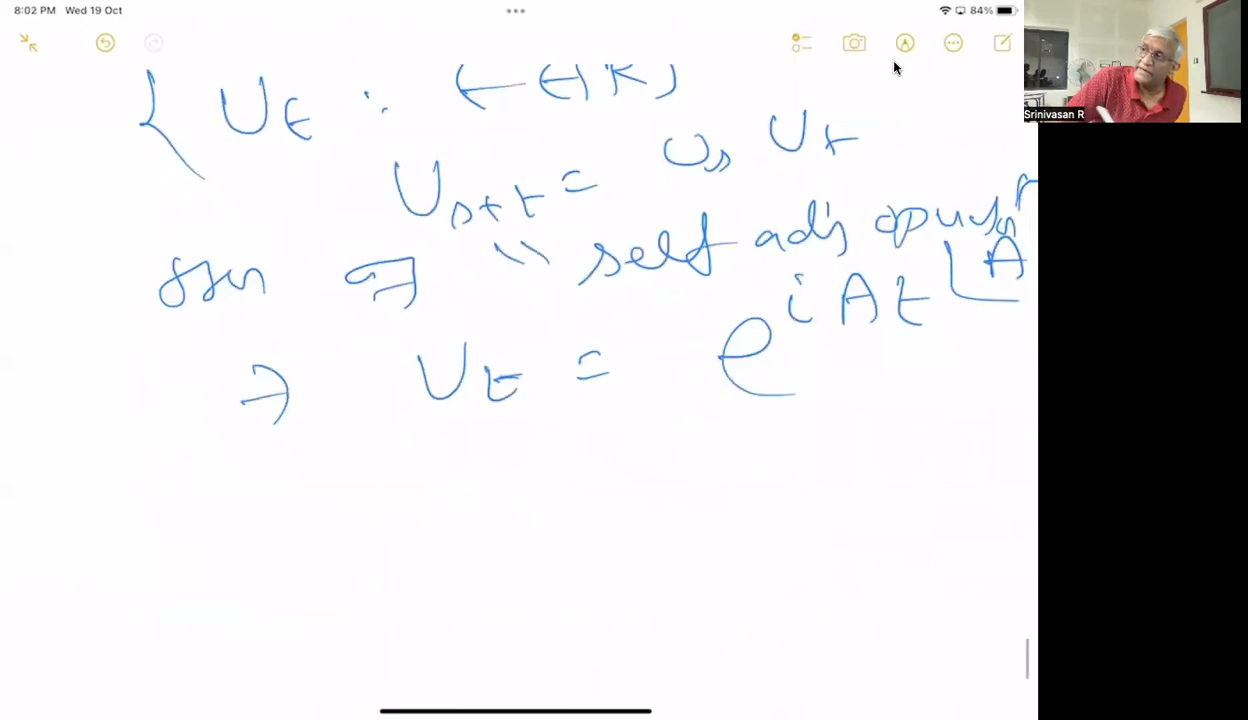 8:02 PM Wed 19 Oct
84%
{ U_t : t ∈ ℝ }
U_{s+t} = U_s U_t
then ∃ " self adj operator A
⇒ U_t = e^{iAt}
Srinivasan R